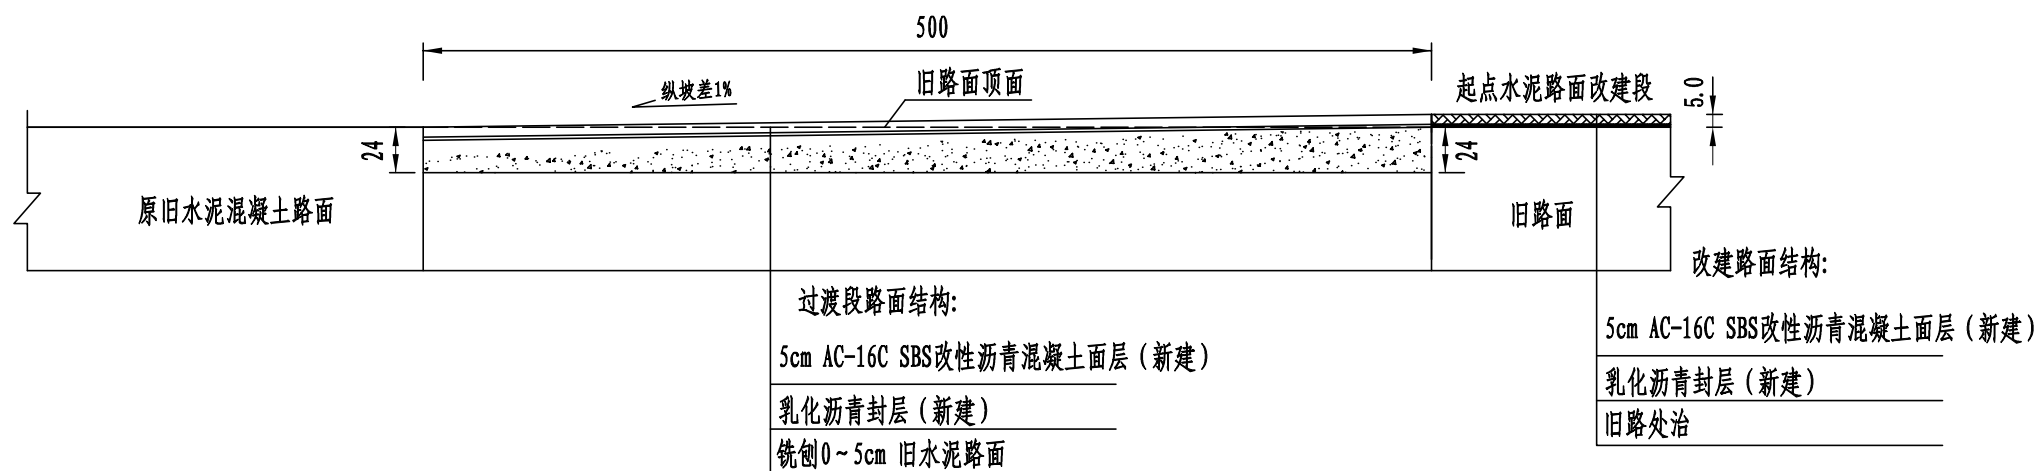 500
纵坡差1%
旧路面顶面
起点水泥路面改建段
5.0
24
24
原旧水泥混凝土路面
旧路面
改建路面结构:
过渡段路面结构:
5cm AC-16C SBS改性沥青混凝土面层（新建）
乳化沥青封层（新建）
铣刨0~5cm 旧水泥路面
5cm AC-16C SBS改性沥青混凝土面层（新建）
乳化沥青封层（新建）
旧路处治